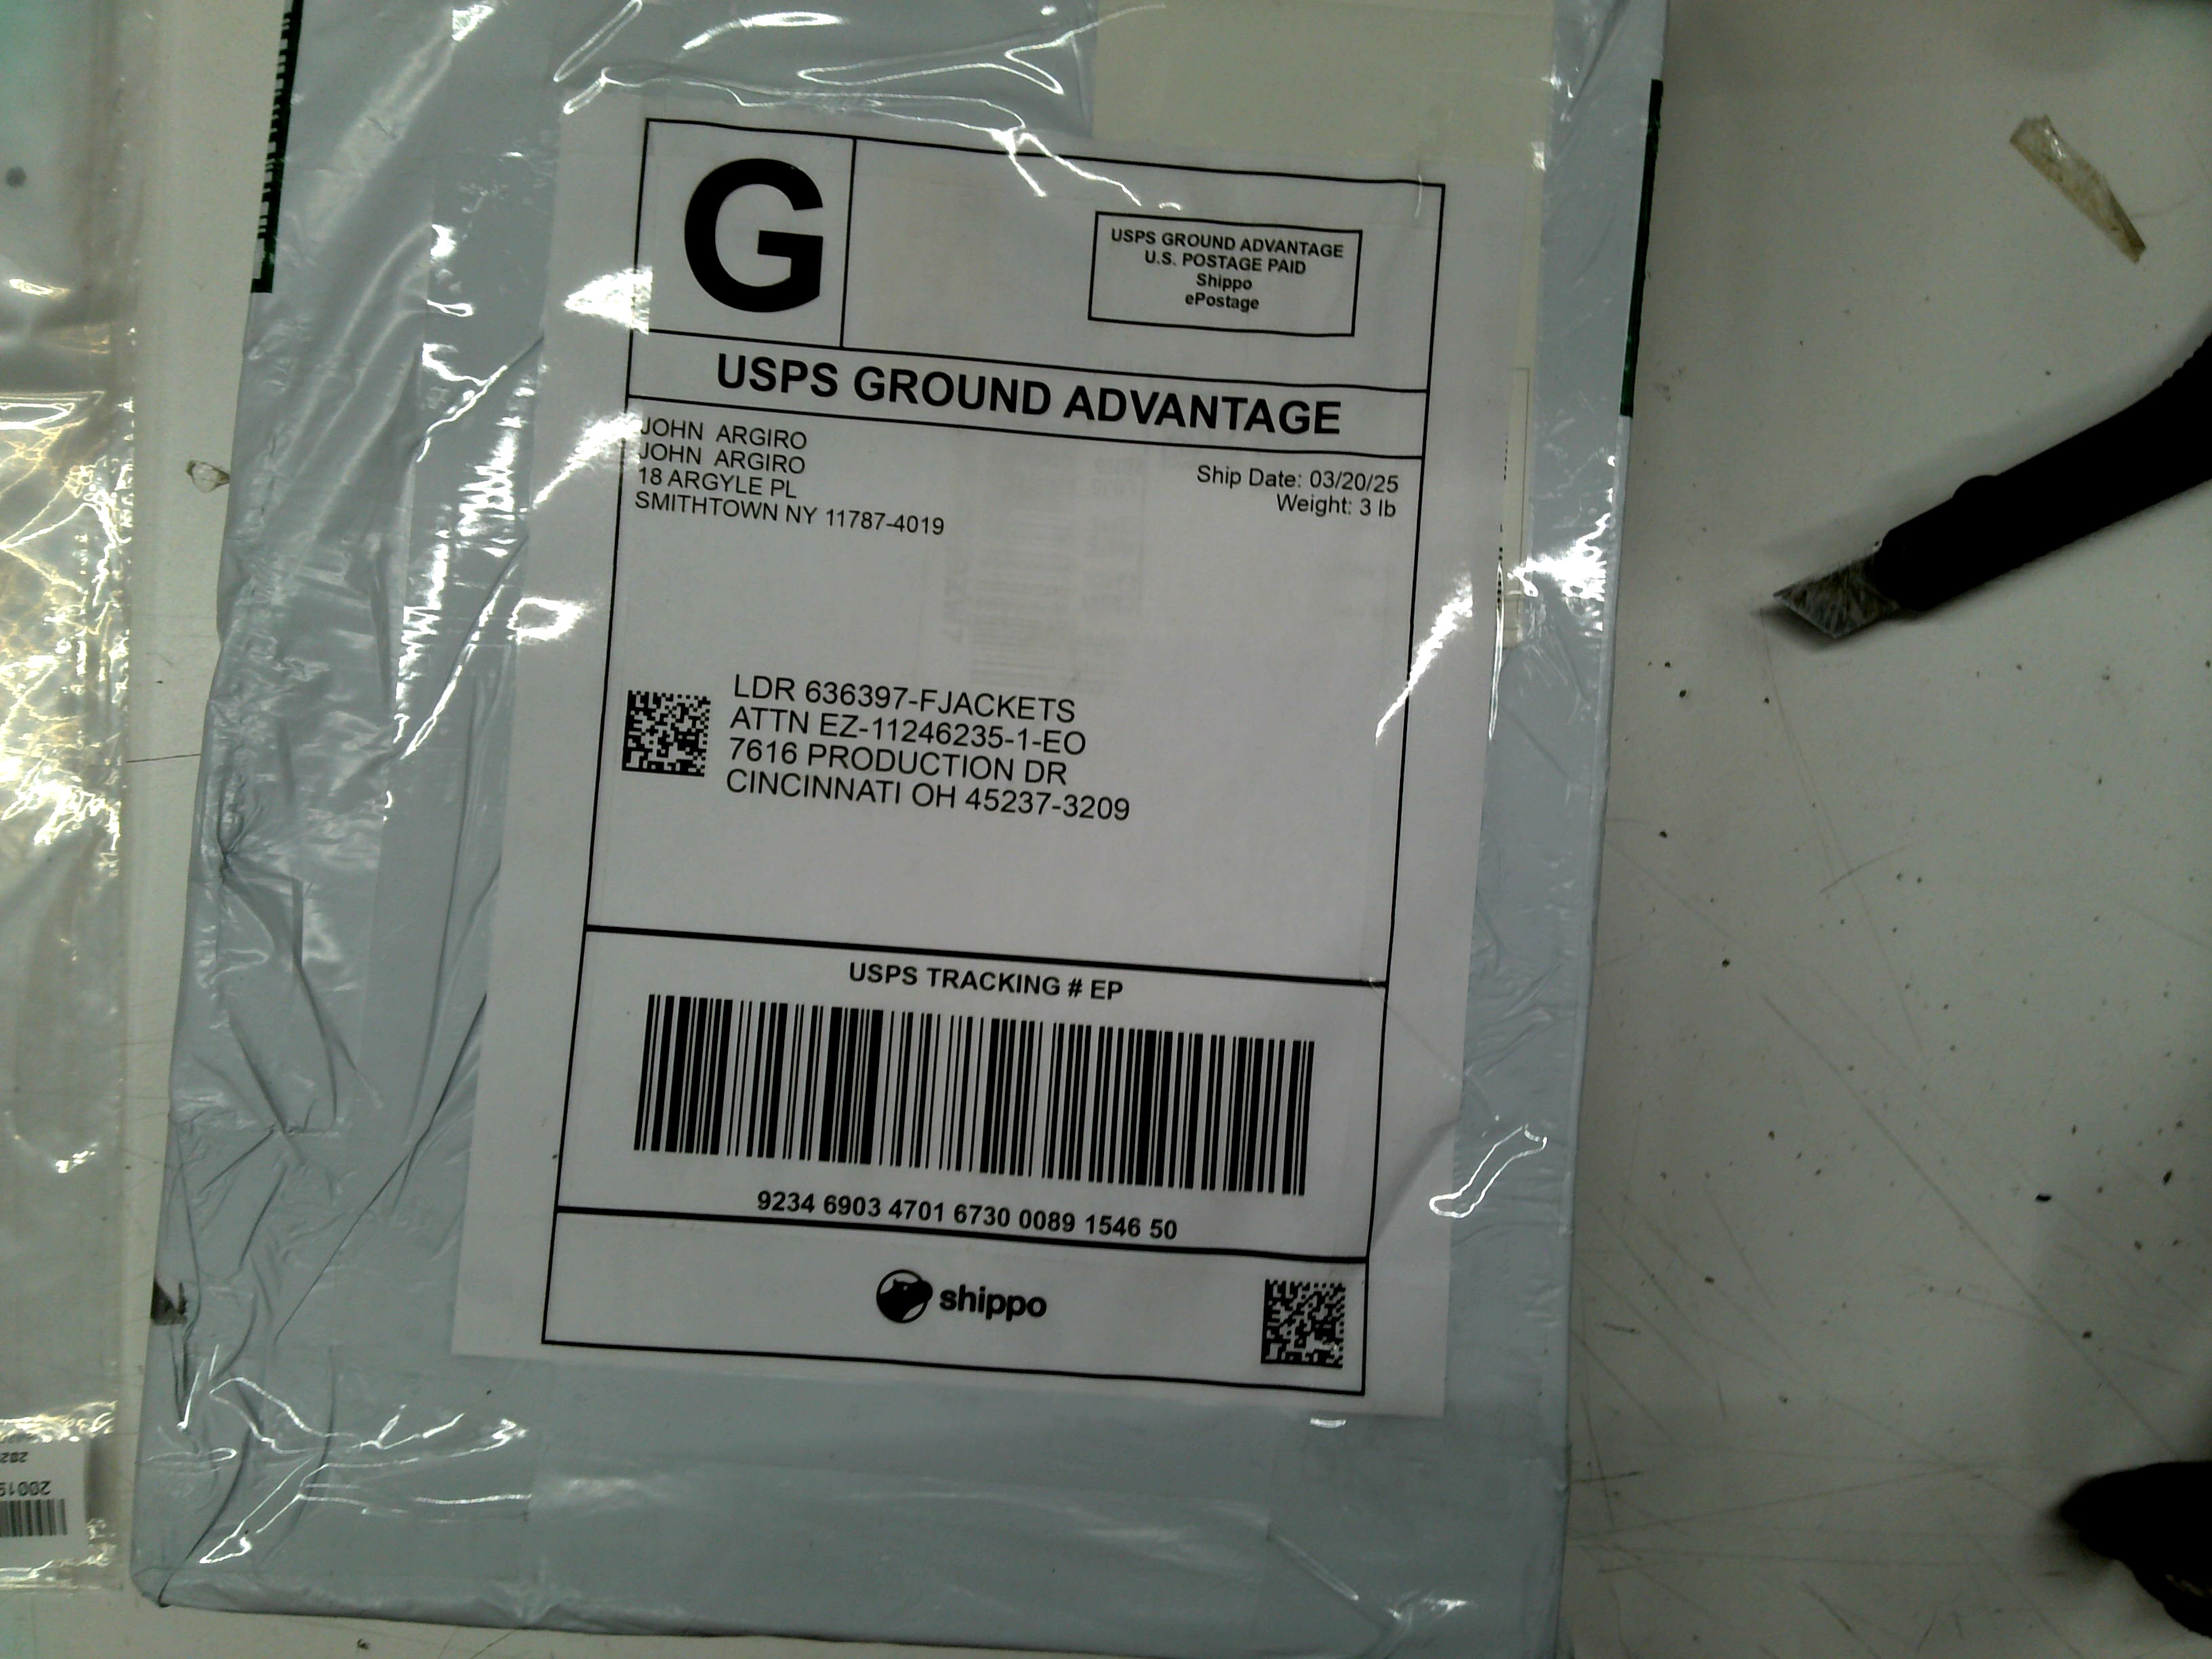 G
USPS GROUND ADVANTAGE
U.S. POSTAGE PAID
Shippo
ePostage
USPS GROUND ADVANTAGE
JOHN ARGIRO
JOHN ARGIRO
18 ARGYLE PL
SMITHTOWN NY 11787-4019
Ship Date: 03/20/25
Weight: 3 lb
LDR 636397-FJACKETS
ATTN EZ-11246235-1-EO
7616 PRODUCTION DR
CINCINNATI OH 45237-3209
USPS TRACKING # EP
9234 6903 4701 6730 0089 1546 50
shippo